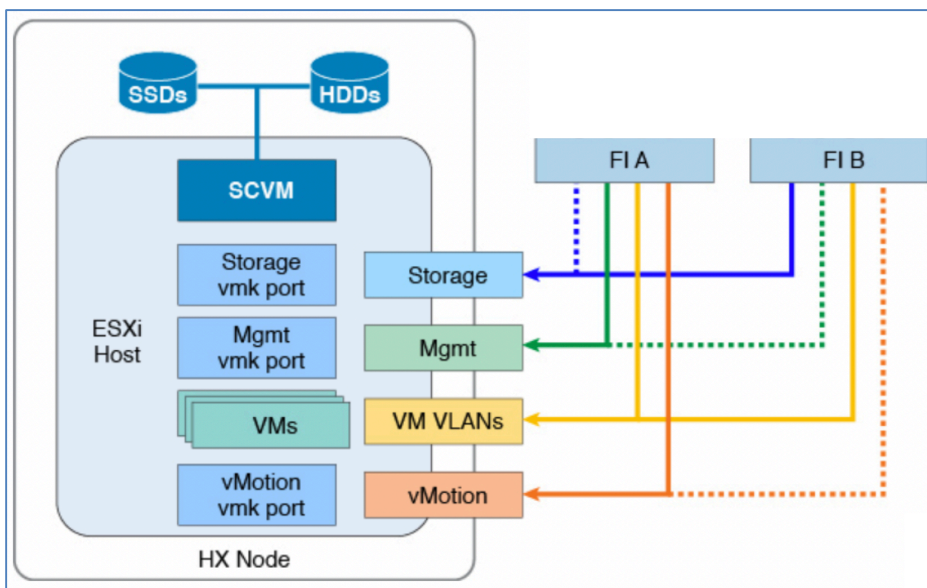 SSDs
HDDs
FI A
FI B
SCVM
Storage
vmk port
Storage
ESXi
Host
Mgmt
vmk port
Mgmt
VMs
VM VLANs
vMotion
vmk port
vMotion
HX Node